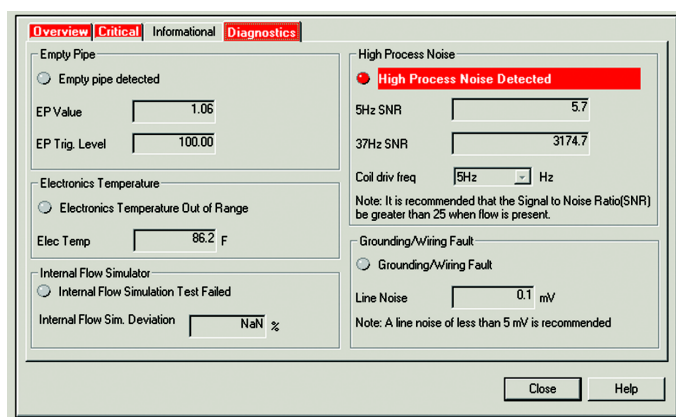 Overview Critical Informational Diagnostics
Empty Pipe
Empty pipe detected
EP Value 1.06
EP Trig. Level 100.00
Electronics Temperature
Electronics Temperature Out of Range
Elec Temp 86.2 F
Internal Flow Simulator
Internal Flow Simulation Test Failed
Internal Flow Sim. Deviation NaN %
High Process Noise
High Process Noise Detected
5Hz SNR 5.7
37Hz SNR 3174.7
Coil driv freq 5Hz Hz
Note: It is recommended that the Signal to Noise Ratio(SNR)
be greater than 25 when flow is present.
Grounding/Wiring Fault
Grounding/Wiring Fault
Line Noise 0.1 mV
Note: A line noise of less than 5 mV is recommended
Close Help